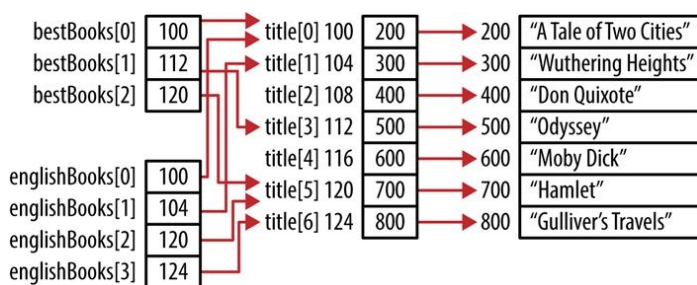 bestBooks[0] 100 title[0] 100 200 200 “A Tale of Two Cities”
bestBooks[1] 112 title[1] 104 300 300 “Wuthering Heights”
bestBooks[2] 120 title[2] 108 400 400 “Don Quixote”
title[3] 112 500 500 “Odyssey”
title[4] 116 600 600 “Moby Dick”
englishBooks[0] 100 title[5] 120 700 700 “Hamlet”
englishBooks[1] 104 title[6] 124 800 800 “Gulliver’s Travels”
englishBooks[2] 120
englishBooks[3] 124